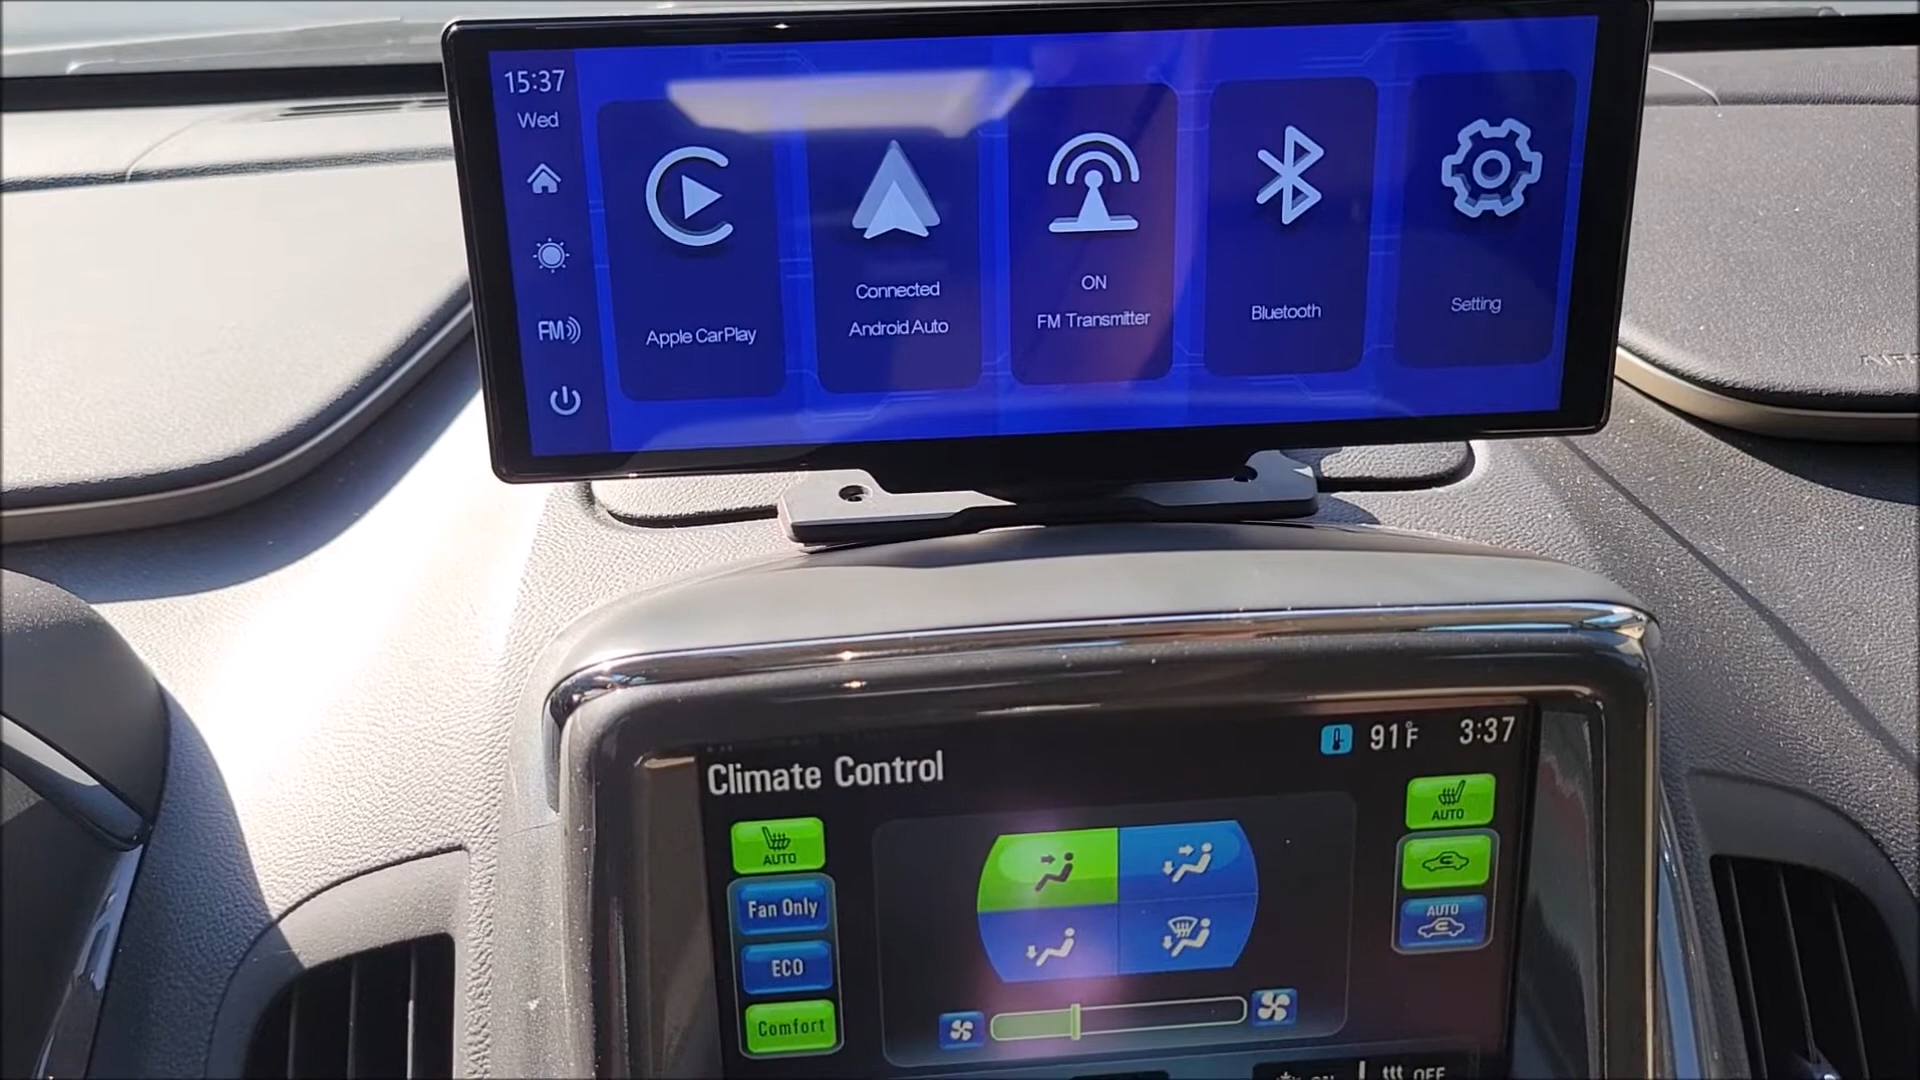 15:37
Wed
FM
Apple CarPlay
Connected
Android Auto
ON
FM Transmitter
Bluetooth
Setting
Climate Control
91°F
3:37
AUTO
Fan Only
ECO
Comfort
AUTO
AUTO
OFF